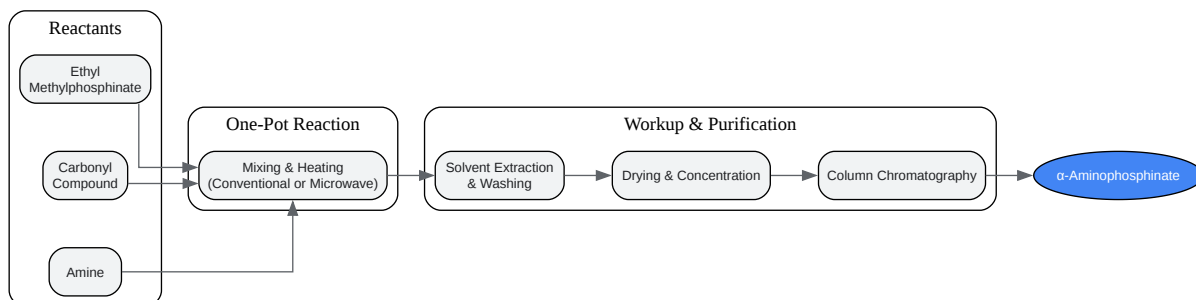 Reactants
Ethyl
Methylphosphinate
Carbonyl
Compound
Amine
One-Pot Reaction
Mixing & Heating
(Conventional or Microwave)
Workup & Purification
Solvent Extraction
& Washing
Drying & Concentration
Column Chromatography
α-Aminophosphinate